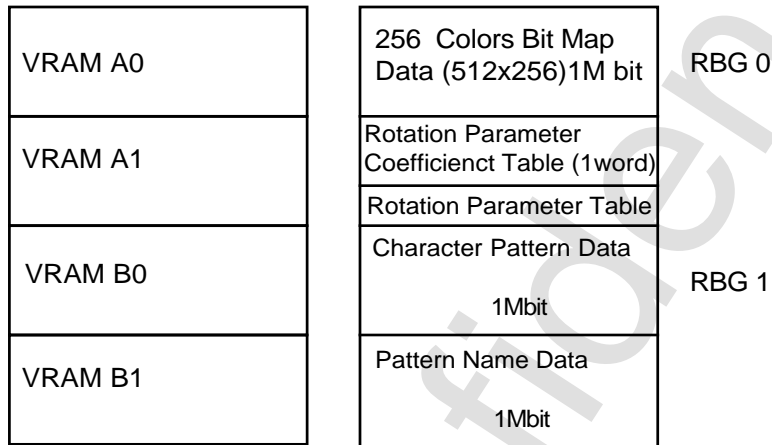 VRAM A0
256 Colors Bit Map
Data (512x256)1M bit
RBG 0
VRAM A1
Rotation Parameter
Coefficienct Table (1word)
Rotation Parameter Table
VRAM B0
Character Pattern Data
1Mbit
RBG 1
VRAM B1
Pattern Name Data
1Mbit
fiden